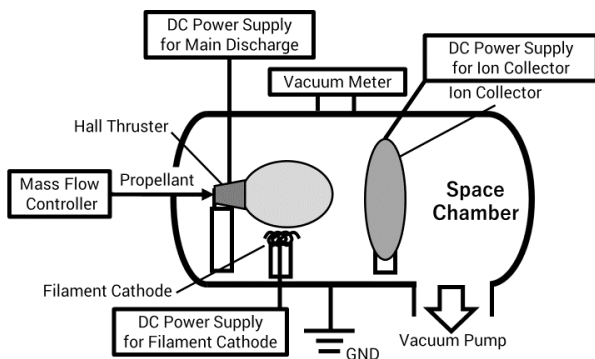 DC Power Supply
for Main Discharge
DC Power Supply
for Ion Collector
Vacuum Meter
Ion Collector
Hall Thruster
Mass Flow
Controller
Propellant
Space
Chamber
Filament Cathode
DC Power Supply
for Filament Cathode
GND
Vacuum Pump